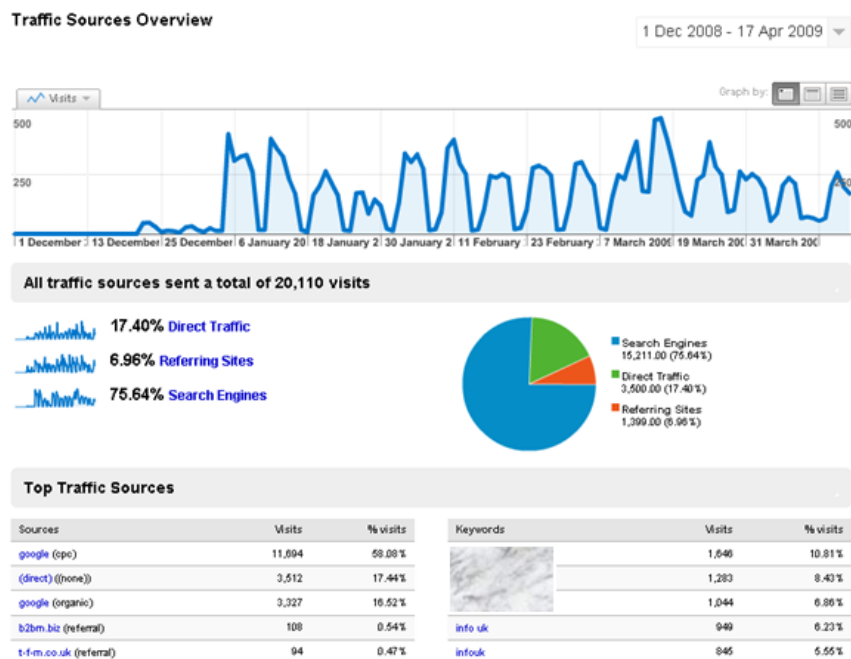 Traffic Sources Overview
1 Dec 2008 - 17 Apr 2009
Visits
Graph by:
500 500
250 250
1 December 13 December 25 December 6 January 20 18 January 2 30 January 2 11 February 23 February 7 March 2009 19 March 200 31 March 200
All traffic sources sent a total of 20,110 visits
17.40% Direct Traffic
6.96% Referring Sites
75.64% Search Engines
Search Engines
15,211.00 (75.64%)
Direct Traffic
3,500.00 (17.40%)
Referring Sites
1,399.00 (6.96%)
Top Traffic Sources
Sources Visits % visits
google (cpc) 11,694 58.08%
(direct) ((none)) 3,512 17.44%
google (organic) 3,327 16.52%
b2bm.biz (referral) 108 0.54%
t-f-m.co.uk (referral) 94 0.47%
Keywords Visits % visits
1,646 10.81%
1,283 8.43%
1,044 6.86%
info uk 949 6.23%
infouk 845 5.55%